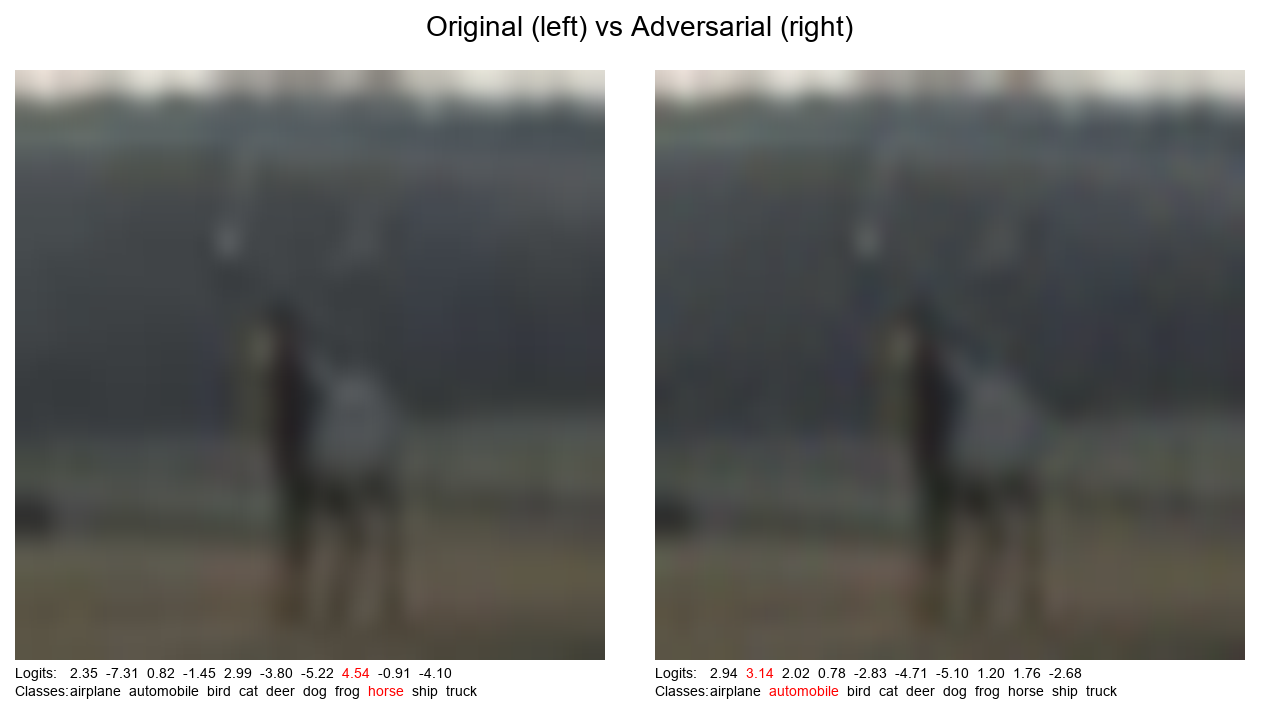 Original (left) vs Adversarial (right)
Logits: 2.35 -7.31 0.82 -1.45 2.99 -3.80 -5.22 4.54 -0.91 -4.10
Classes: airplane automobile bird cat deer dog frog horse ship truck
Logits: 2.94 3.14 2.02 0.78 -2.83 -4.71 -5.10 1.20 1.76 -2.68
Classes: airplane automobile bird cat deer dog frog horse ship truck